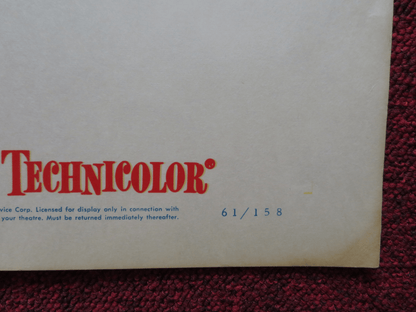 TECHNICOLOR®
vice Corp. Licensed for display only in connection with
your theatre. Must be returned immediately thereafter.
61/158